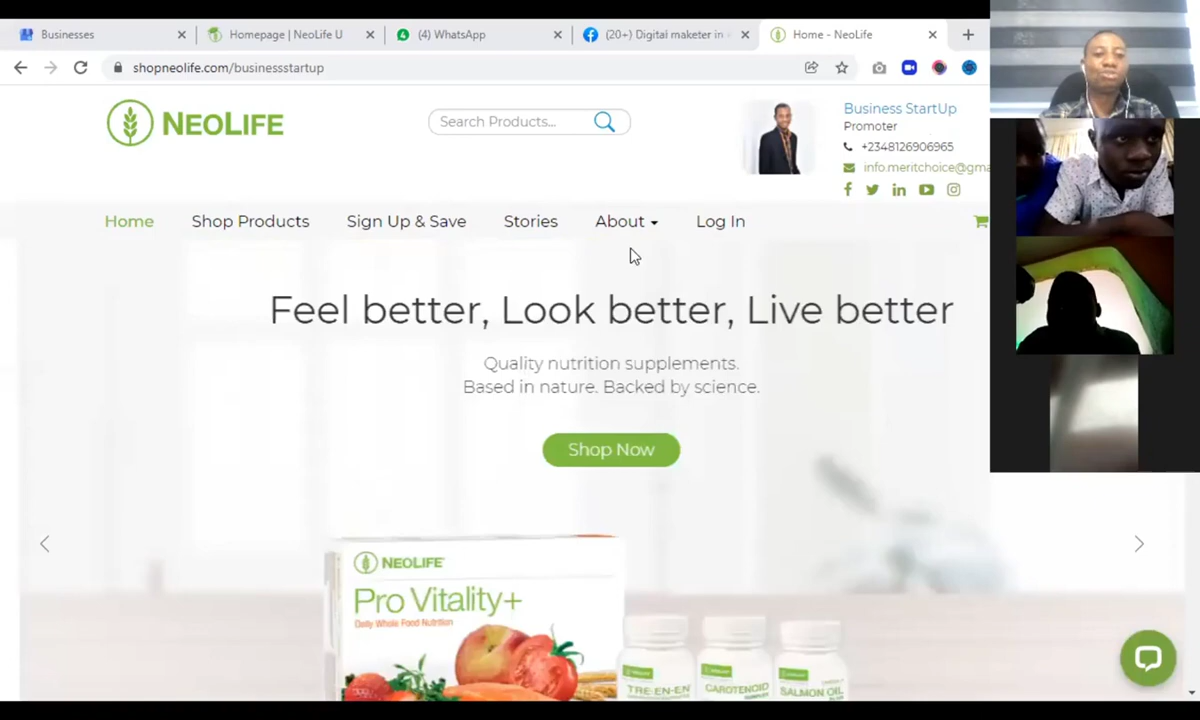 Businesses
Homepage | NeoLife U
(4) WhatsApp
(20+) Digital maketer in
Home - NeoLife
shopneolife.com/businessstartup
NEOLIFE
Search Products...
Business StartUp
Promoter
+2348126906965
info.meritchoice@gma
Home
Shop Products
Sign Up & Save
Stories
About
Log In
Feel better, Look better, Live better
Quality nutrition supplements.
Based in nature. Backed by science.
Shop Now
NEOLIFE
Pro Vitality+
Daily Whole Food Nutrition
TRE-EN-EN
CAROTENOID
SALMON OIL